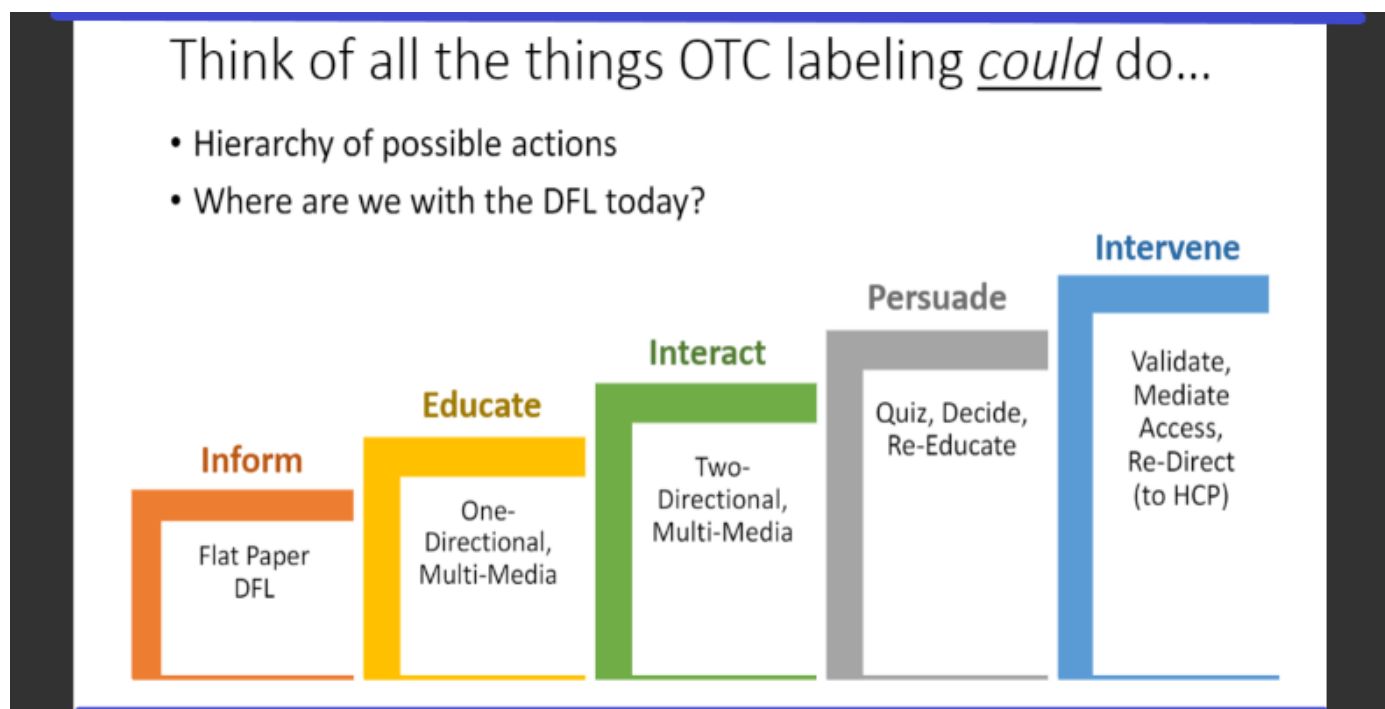 Think of all the things OTC labeling could do...
• Hierarchy of possible actions
• Where are we with the DFL today?
Inform
Flat Paper
DFL
Educate
One-
Directional,
Multi-Media
Interact
Two-
Directional,
Multi-Media
Persuade
Quiz, Decide,
Re-Educate
Intervene
Validate,
Mediate
Access,
Re-Direct
(to HCP)